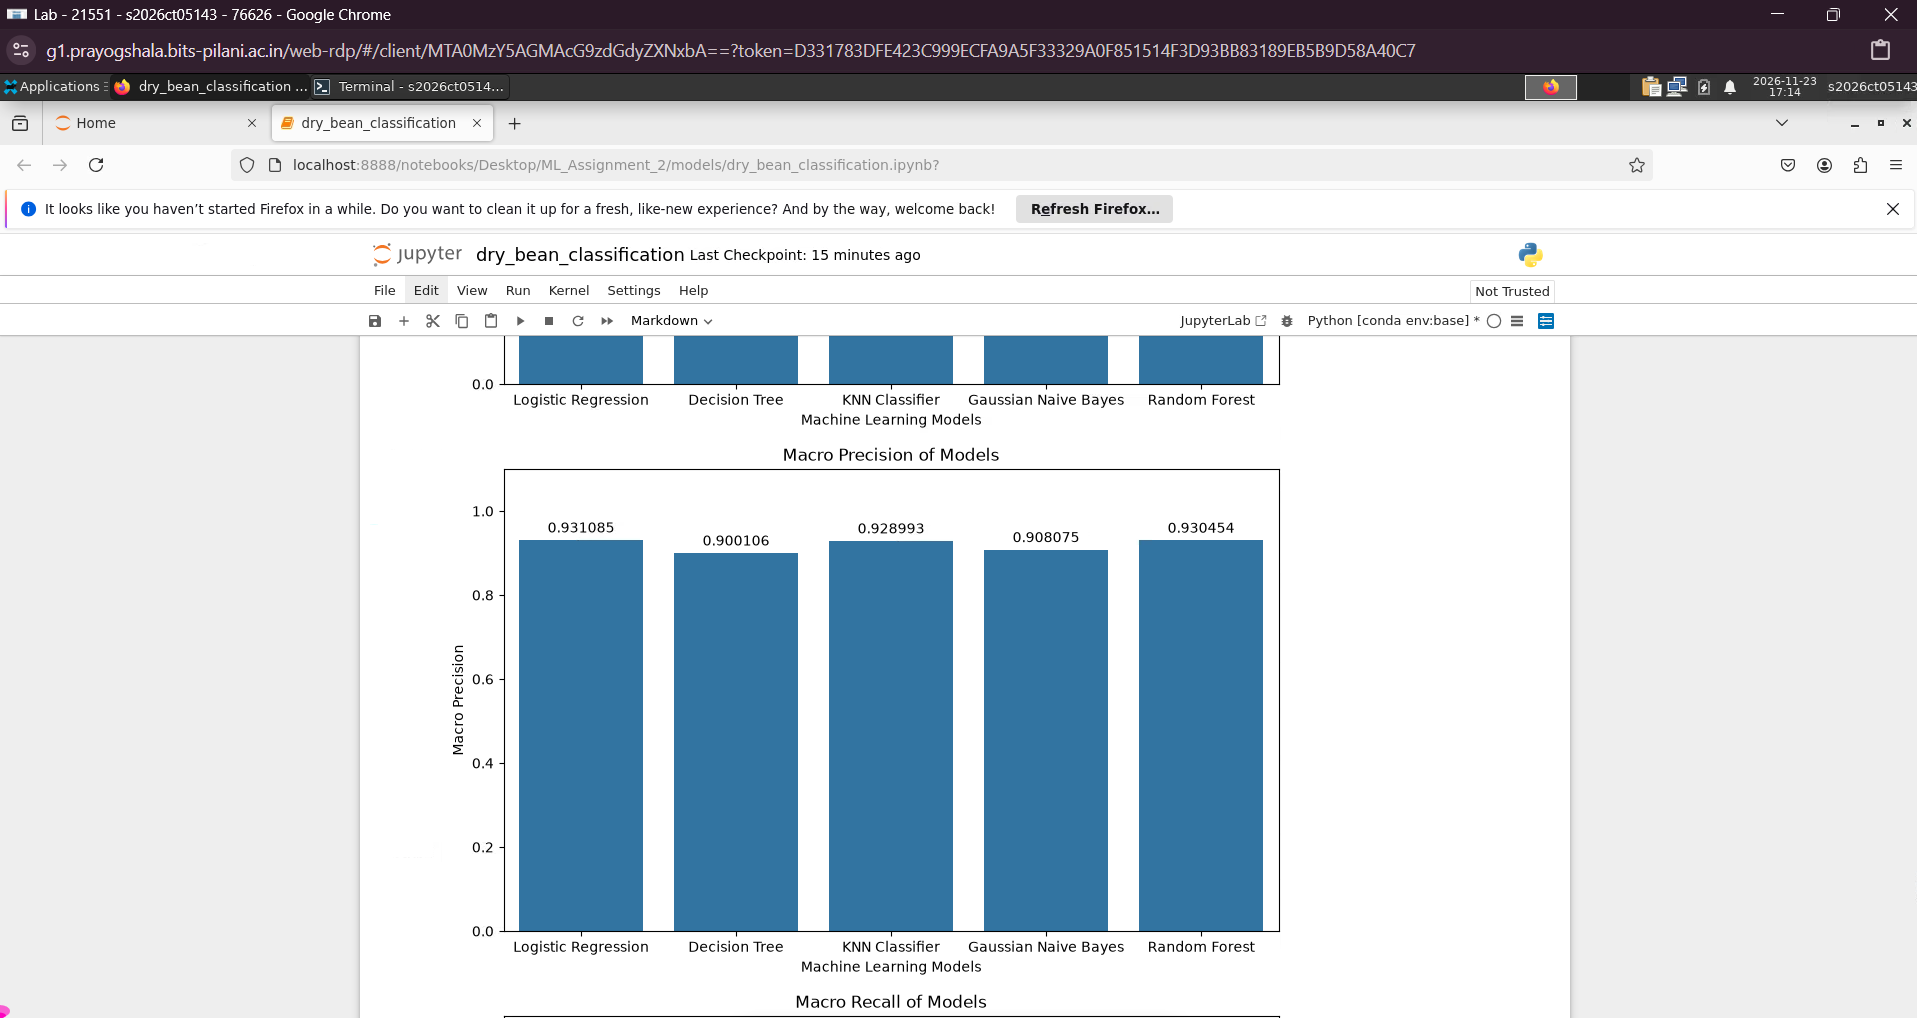 Lab - 21551 - s2026ct05143 - 76626 - Google Chrome
g1.prayogshala.bits-pilani.ac.in/web-rdp/#/client/MTA0MzY5AGMAcG9zdGdyZXNxbA==?token=D331783DFE423C999ECFA9A5F33329A0F851514F3D93BB83189EB5B9D58A40C7
Applications dry_bean_classification ... Terminal - s2026ct0514... 2026-11-23 s2026ct05143
17:14
Home dry_bean_classification
localhost:8888/notebooks/Desktop/ML_Assignment_2/models/dry_bean_classification.ipynb?
It looks like you haven’t started Firefox in a while. Do you want to clean it up for a fresh, like-new experience? And by the way, welcome back! Refresh Firefox…
jupyter dry_bean_classification Last Checkpoint: 15 minutes ago
File Edit View Run Kernel Settings Help Not Trusted
Markdown JupyterLab Python [conda env:base] *
0.0
Logistic Regression Decision Tree KNN Classifier Gaussian Naive Bayes Random Forest
Machine Learning Models
Macro Precision of Models
1.0
0.931085 0.900106 0.928993 0.908075 0.930454
0.8
0.6
Macro Precision
0.4
0.2
0.0
Logistic Regression Decision Tree KNN Classifier Gaussian Naive Bayes Random Forest
Machine Learning Models
Macro Recall of Models